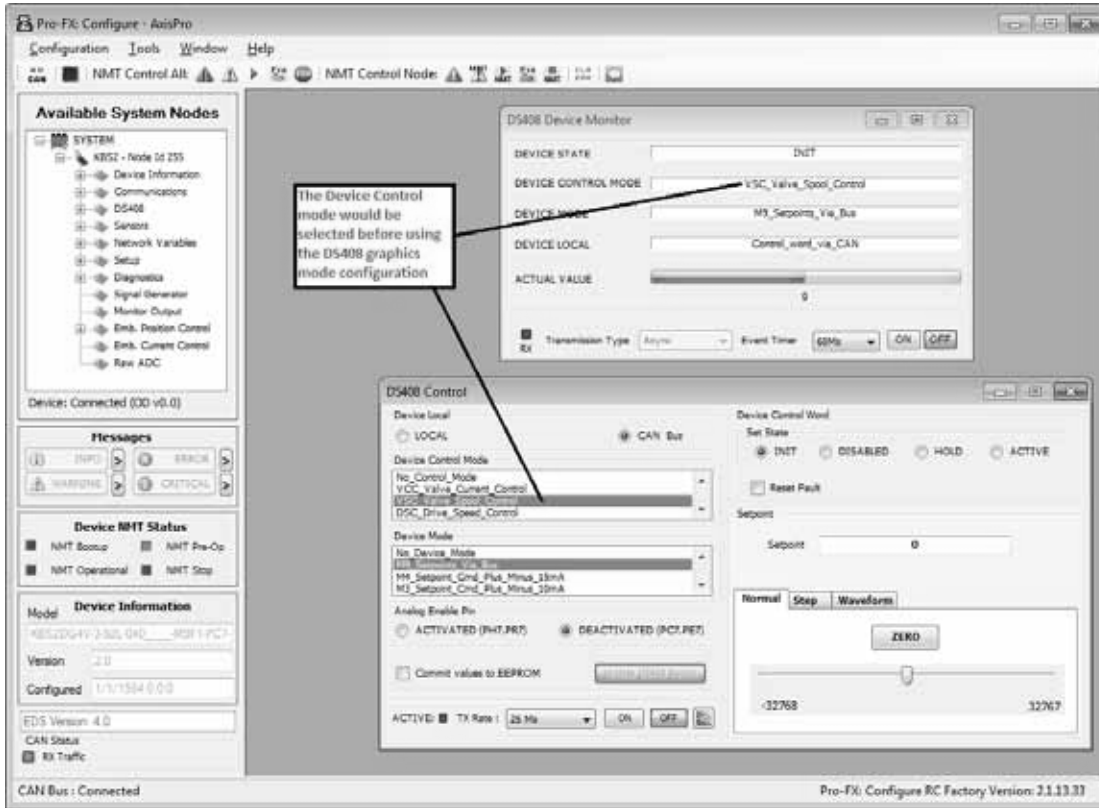 Pro-FX: Configure - AxisPro
Configuration Tools Window Help
NMT Control All: NMT Control Node:
Available System Nodes
SYSTEM
KBS2 - Node Id 255
Device Information
Communications
DS408
Sensors
Network Variables
Setup
Diagnostics
Signal Generator
Monitor Output
Emb. Position Control
Emb. Current Control
Raw ADC
Device: Connected (OD v0.0)
Messages
INFO > ERROR >
WARNING > CRITICAL >
Device NMT Status
NMT Bootup NMT Pre-Op
NMT Operational NMT Stop
Device Information
Model
Version 2.0
Configured
EDS Version 4.0
CAN Status
RX Traffic
CAN Bus : Connected
The Device Control
mode would be
selected before using
the DS408 graphics
mode configuration
DS408 Device Monitor
DEVICE STATE INIT
DEVICE CONTROL MODE VSC_Valve_Spool_Control
DEVICE MODE M9_Setpoints_Via_Bus
DEVICE LOCAL Control_word_via_CAN
ACTUAL VALUE
0
RX Transmission Type Async Event Timer 60Ms ON OFF
DS408 Control
Device Local
LOCAL CAN Bus
Device Control Mode
No_Control_Mode
VCC_Valve_Current_Control
VSC_Valve_Spool_Control
DSC_Drive_Speed_Control
Device Mode
No_Device_Mode
M9_Setpoints_Via_Bus
M4_Setpoint_Cmd_Plus_Minus_15mA
M3_Setpoint_Cmd_Plus_Minus_10mA
Analog Enable Pin
ACTIVATED (PH7.PR7) DEACTIVATED (PC7.PE7)
Commit values to EEPROM
ACTIVE: TX Rate : 25 Ms ON OFF
Device Control Word
Set State
INIT DISABLED HOLD ACTIVE
Reset Fault
Setpoint
Setpoint 0
Normal Step Waveform
ZERO
-32768 32767
Pro-FX: Configure RC Factory Version: 2.1.13.33